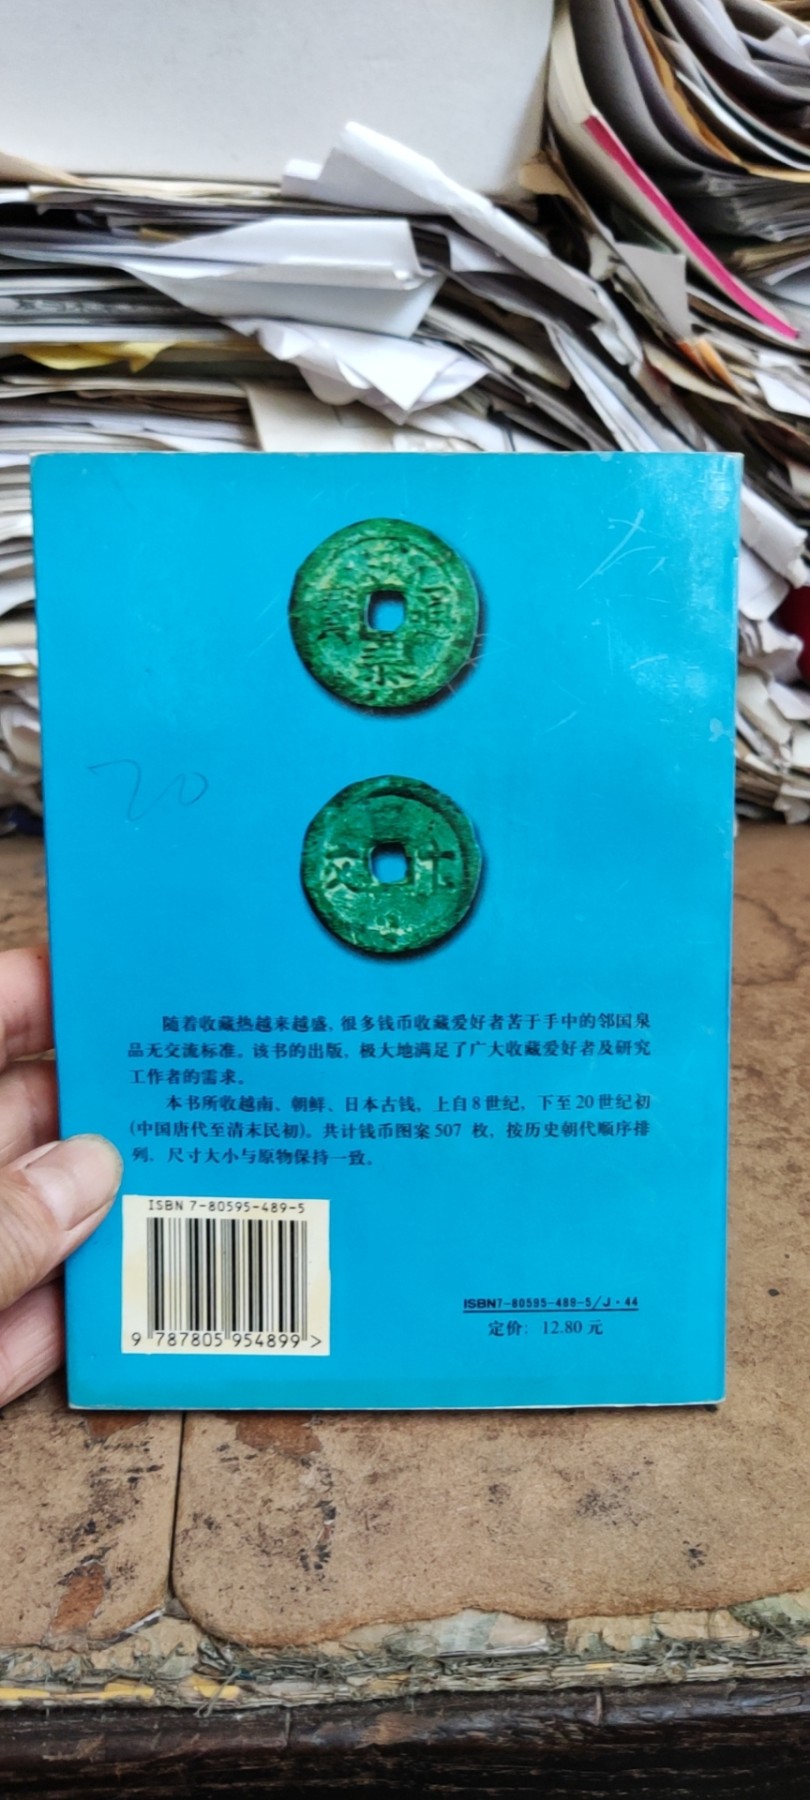 20
随着收藏热越来越盛，很多钱币收藏爱好者苦于手中的邻国泉
品无交流标准。该书的出版，极大地满足了广大收藏爱好者及研究
工作者的需求。
本书所收越南、朝鲜、日本古钱，上自8世纪，下至20世纪初
(中国唐代至清末民初)。共计钱币图案507 枚，按历史朝代顺序排
列，尺寸大小与原物保持一致。
ISBN 7-80595-489-5
9 787805 954899 >
ISBN7-80595-489-5/J·44
定价：12.80 元